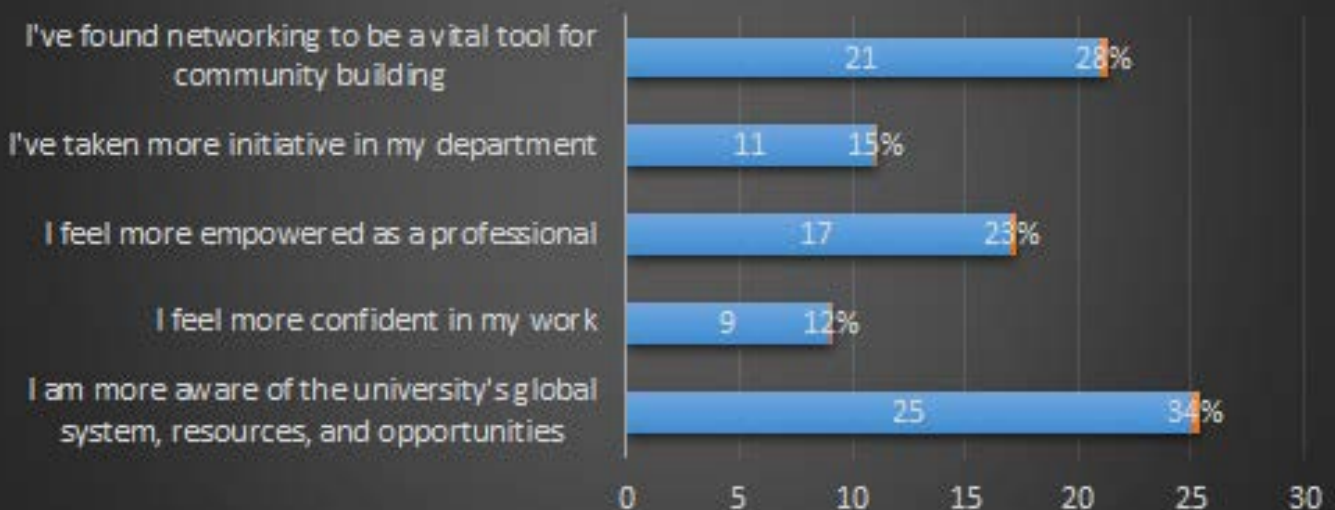 I've found networking to be a vital tool for
community building
21 28%
I've taken more initiative in my department
11 15%
I feel more empowered as a professional
17 23%
I feel more confident in my work
9 12%
I am more aware of the university's global
system, resources, and opportunities
25 34%
0 5 10 15 20 25 30